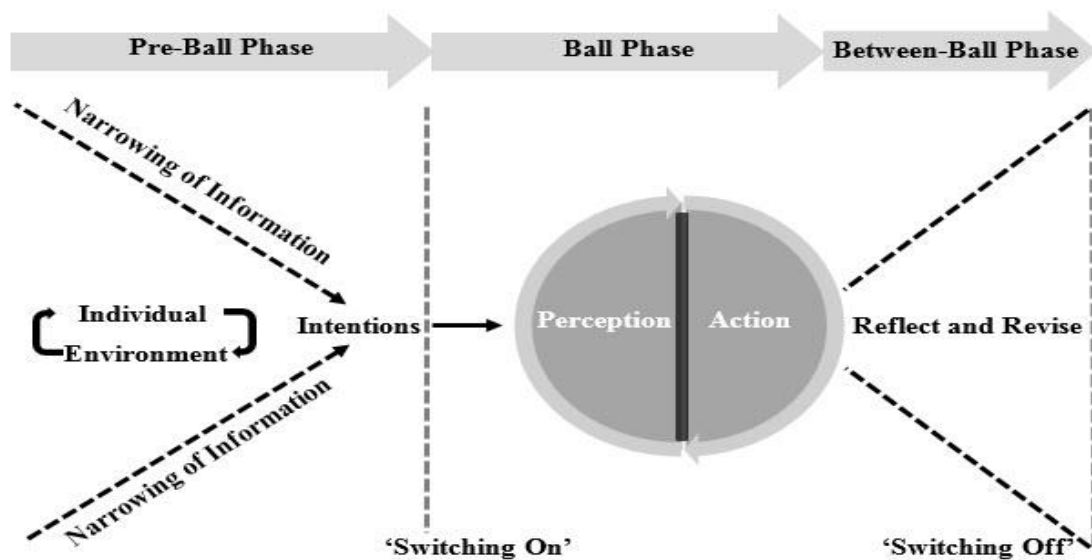 Pre-Ball Phase
Ball Phase
Between-Ball Phase
Narrowing of Information
Individual
Environment
Intentions
Perception
Action
Reflect and Revise
Narrowing of Information
‘Switching On’
‘Switching Off’